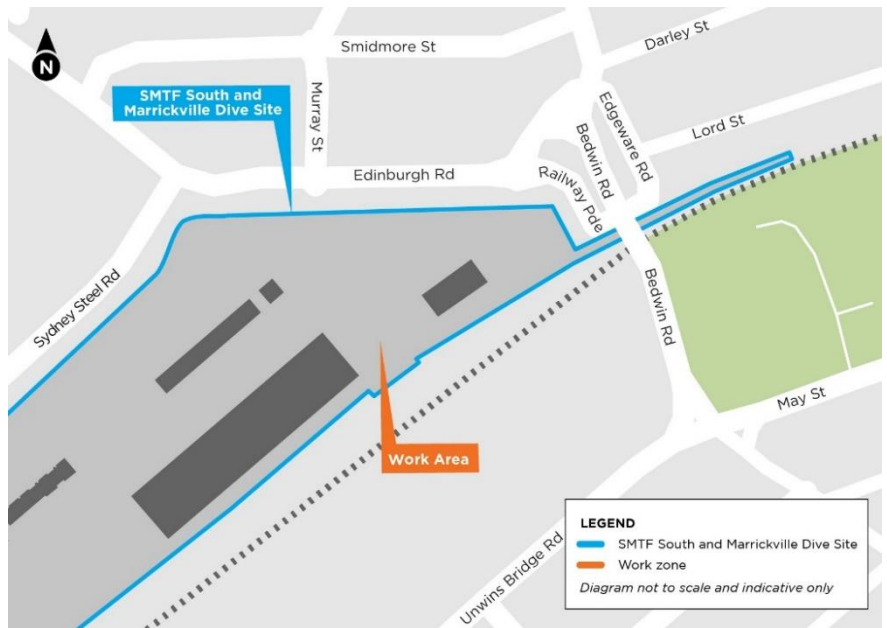 Smidmore St
Darley St
N
SMTF South and
Marrickville Dive Site
Murray St
Edgeware Rd
Bedwin Rd
Lord St
Edinburgh Rd
Railway Pde
Sydney Steel Rd
Bedwin Rd
May St
Work Area
Unwins Bridge Rd
LEGEND
SMTF South and Marrickville Dive Site
Work zone
Diagram not to scale and indicative only